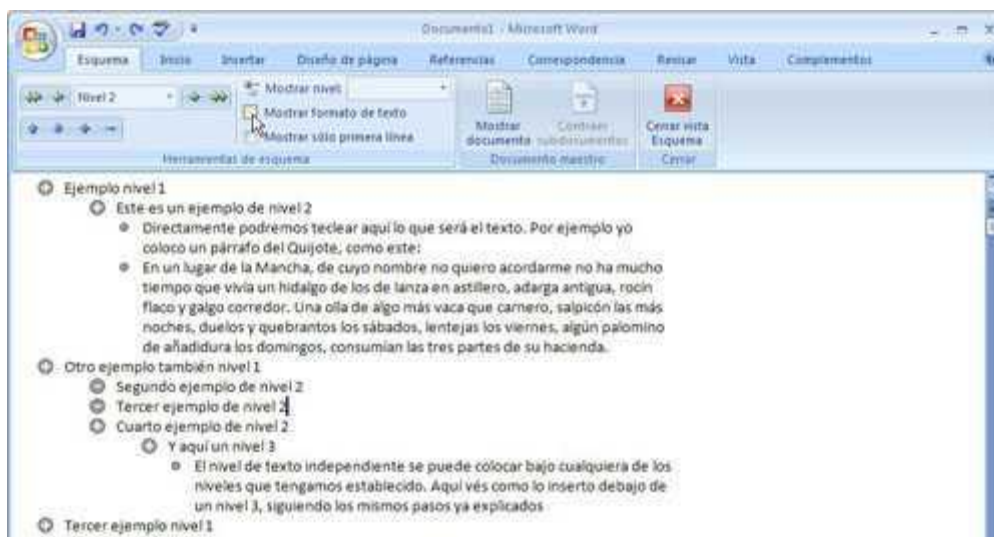 Documento1 - Microsoft Word
Esquema Inicio Insertar Diseño de página Referencias Correspondencia Revisar Vista Complementos
Nivel 2
Mostrar nivel:
Mostrar formato de texto
Mostrar sólo primera línea
Mostrar documento
Contraer subdocumentos
Cerrar vista Esquema
Herramientas de esquema
Documento maestro
Cerrar
Ejemplo nivel 1
Este es un ejemplo de nivel 2
Directamente podremos teclear aquí lo que será el texto. Por ejemplo yo
coloco un párrafo del Quijote, como este:
En un lugar de la Mancha, de cuyo nombre no quiero acordarme no ha mucho
tiempo que vivía un hidalgo de los de lanza en astillero, adarga antigua, rocín
flaco y galgo corredor. Una olla de algo más vaca que carnero, salpicón las más
noches, duelos y quebrantos los sábados, lentejas los viernes, algún palomino
de añadidura los domingos, consumían las tres partes de su hacienda.
Otro ejemplo también nivel 1
Segundo ejemplo de nivel 2
Tercer ejemplo de nivel 2
Cuarto ejemplo de nivel 2
Y aquí un nivel 3
El nivel de texto independiente se puede colocar bajo cualquiera de los
niveles que tengamos establecido. Aquí vés como lo inserto debajo de
un nivel 3, siguiendo los mismos pasos ya explicados
Tercer ejemplo nivel 1